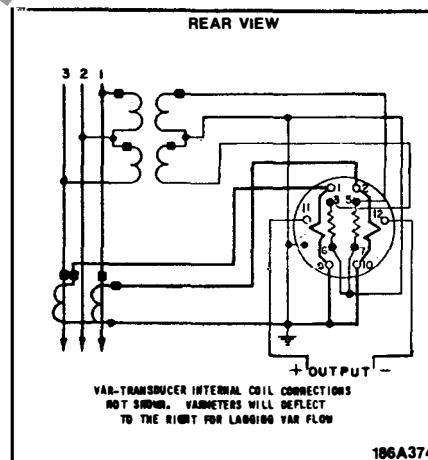 REAR VIEW
3 2 1
1 2
3 5
11 12
6 7
9 10
+ OUTPUT -
VAR-TRANSDUCER INTERNAL COIL CONNECTIONS
NOT SHOWN. VARMETERS WILL DEFLECT
TO THE RIGHT FOR LAGGING VAR FLOW
186A374